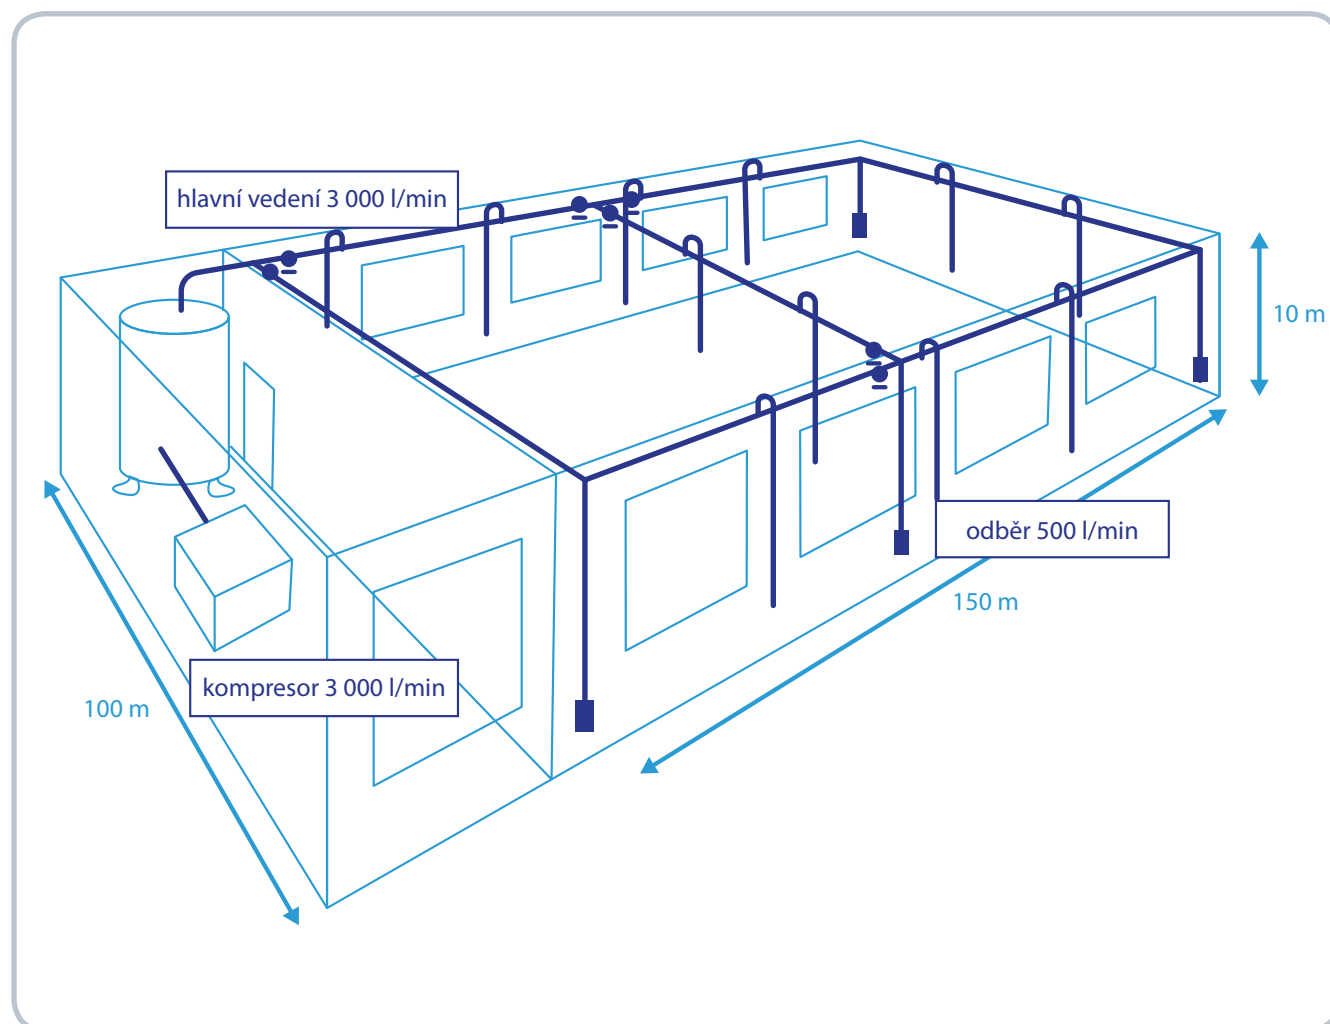 hlavní vedení 3 000 l/min
10 m
odběr 500 l/min
150 m
kompresor 3 000 l/min
100 m